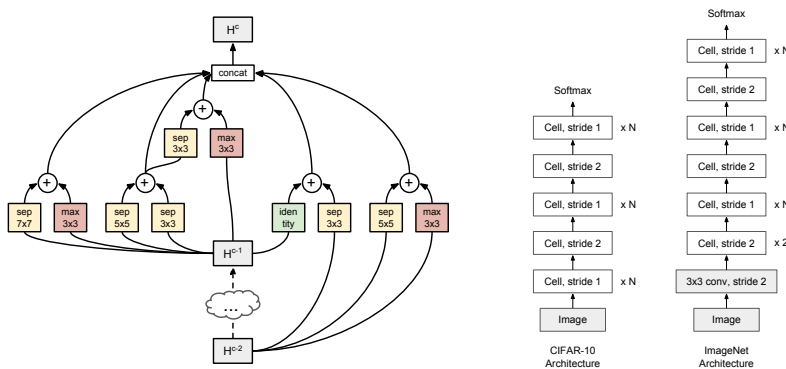 H^c
concat
+
sep
3x3
max
3x3
+
+
+
+
sep
7x7
max
3x3
sep
5x5
sep
3x3
iden
tity
sep
3x3
sep
5x5
max
3x3
H^c-1
...
H^c-2
Softmax
Cell, stride 1 x N
Cell, stride 2
Cell, stride 1 x N
Cell, stride 2
Cell, stride 1 x N
Image
CIFAR-10
Architecture
Softmax
Cell, stride 1 x N
Cell, stride 2
Cell, stride 1 x N
Cell, stride 2
Cell, stride 1 x N
Cell, stride 2 x 2
3x3 conv, stride 2
Image
ImageNet
Architecture